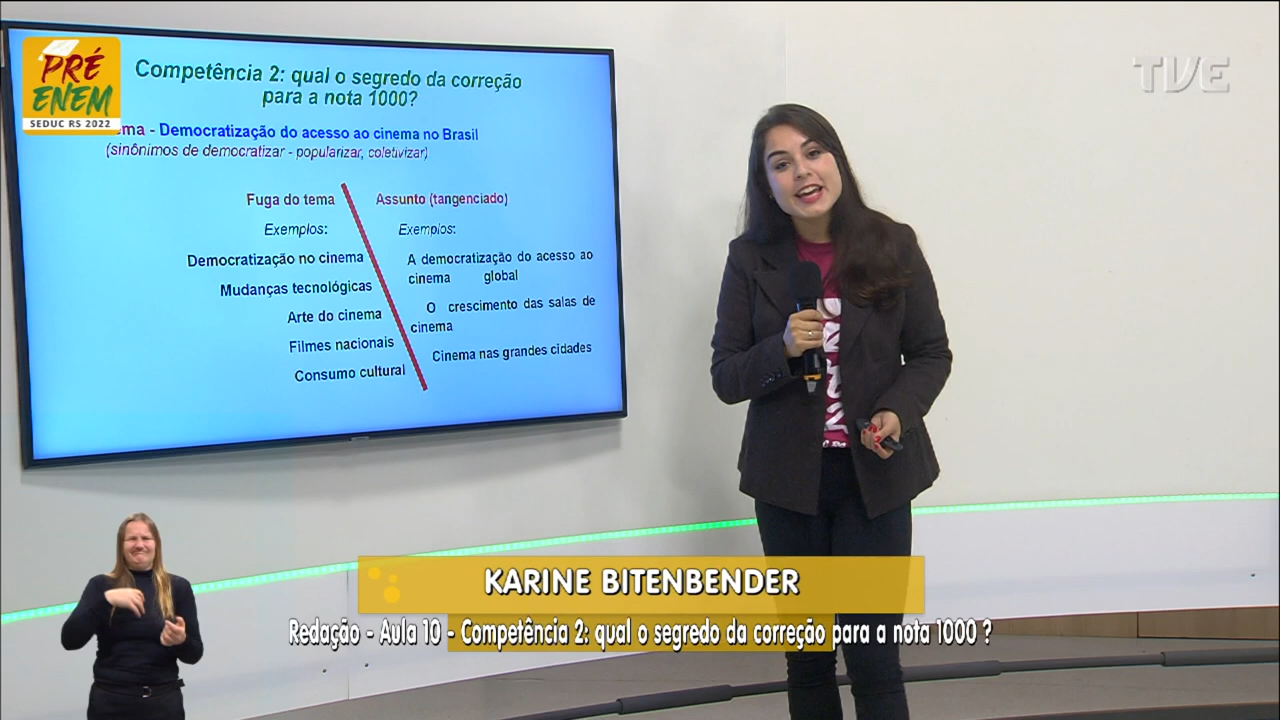 PRÉ
ENEM
SEDUC RS 2022
TVE
Competência 2: qual o segredo da correção
para a nota 1000?
ema - Democratização do acesso ao cinema no Brasil
(sinônimos de democratizar - popularizar, coletivizar)
Fuga do tema
Exemplos:
Democratização no cinema
Mudanças tecnológicas
Arte do cinema
Filmes nacionais
Consumo cultural
Assunto (tangenciado)
Exemplos:
A democratização do acesso ao
cinema global
O crescimento das salas de
cinema
Cinema nas grandes cidades
KARINE BITENBENDER
Redação - Aula 10 - Competência 2: qual o segredo da correção para a nota 1000 ?